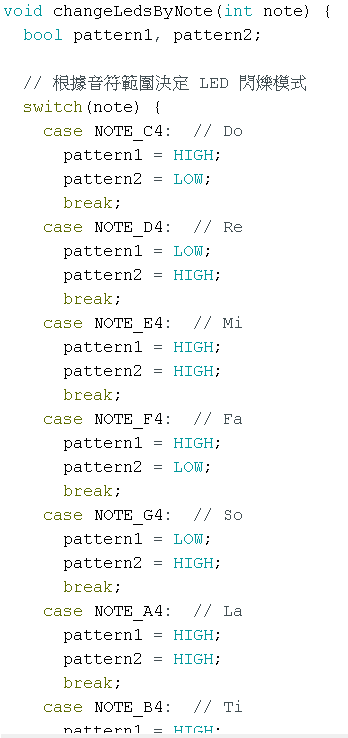 void changeLedsByNote(int note) {
  bool pattern1, pattern2;

  // 根據音符範圍決定 LED 閃爍模式
  switch(note) {
    case NOTE_C4:  // Do
      pattern1 = HIGH;
      pattern2 = LOW;
      break;
    case NOTE_D4:  // Re
      pattern1 = LOW;
      pattern2 = HIGH;
      break;
    case NOTE_E4:  // Mi
      pattern1 = HIGH;
      pattern2 = HIGH;
      break;
    case NOTE_F4:  // Fa
      pattern1 = HIGH;
      pattern2 = LOW;
      break;
    case NOTE_G4:  // So
      pattern1 = LOW;
      pattern2 = HIGH;
      break;
    case NOTE_A4:  // La
      pattern1 = HIGH;
      pattern2 = HIGH;
      break;
    case NOTE_B4:  // Ti
      pattern1 = HIGH;